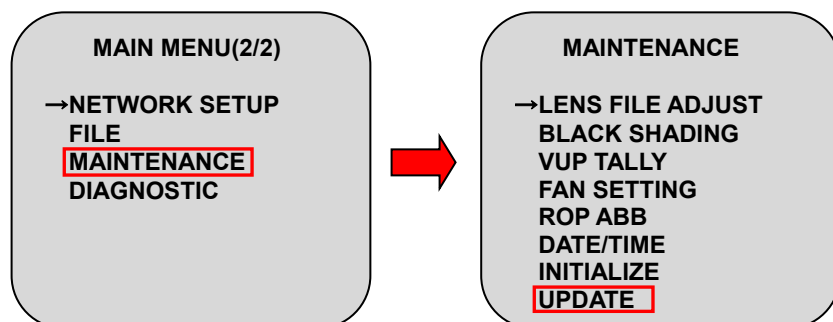 MAIN MENU(2/2)
→NETWORK SETUP
FILE
MAINTENANCE
DIAGNOSTIC
MAINTENANCE
→LENS FILE ADJUST
BLACK SHADING
VUP TALLY
FAN SETTING
ROP ABB
DATE/TIME
INITIALIZE
UPDATE